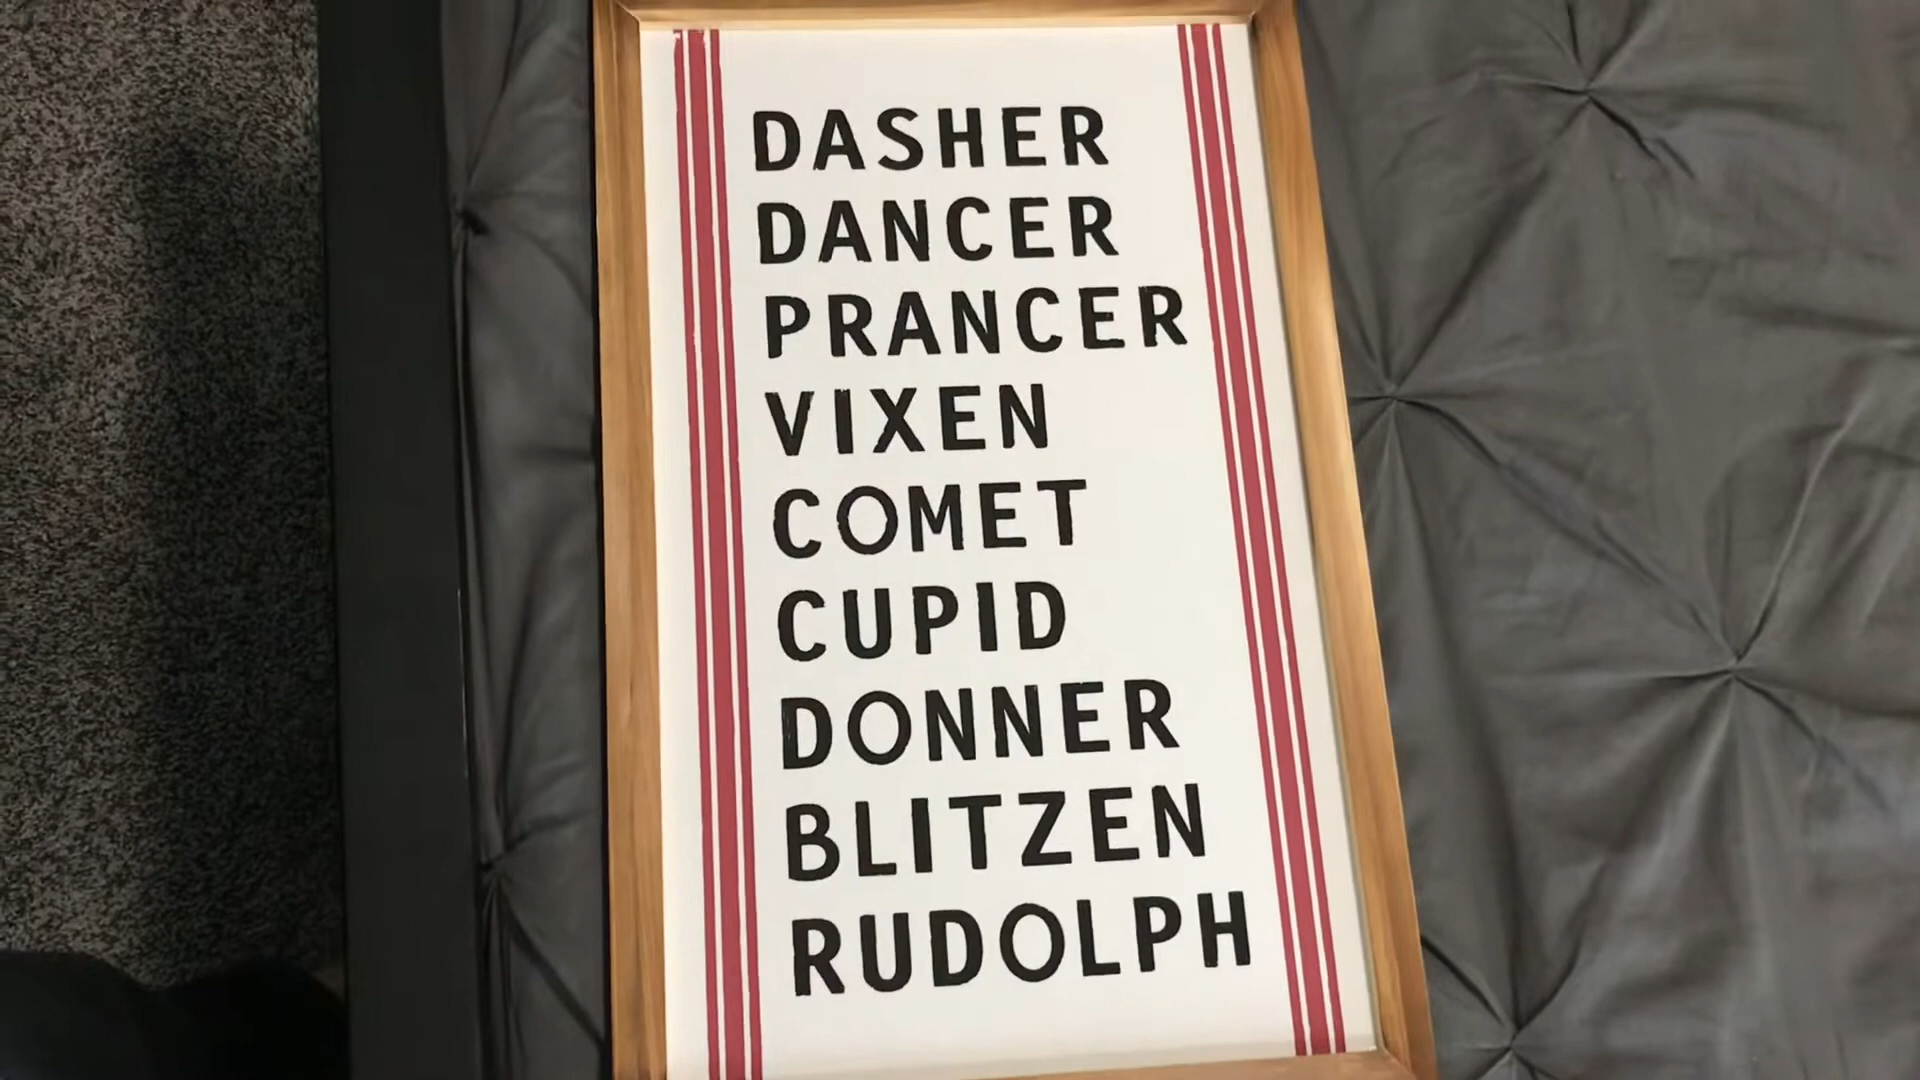 DASHER
DANCER
PRANCER
VIXEN
COMET
CUPID
DONNER
BLITZEN
RUDOLPH